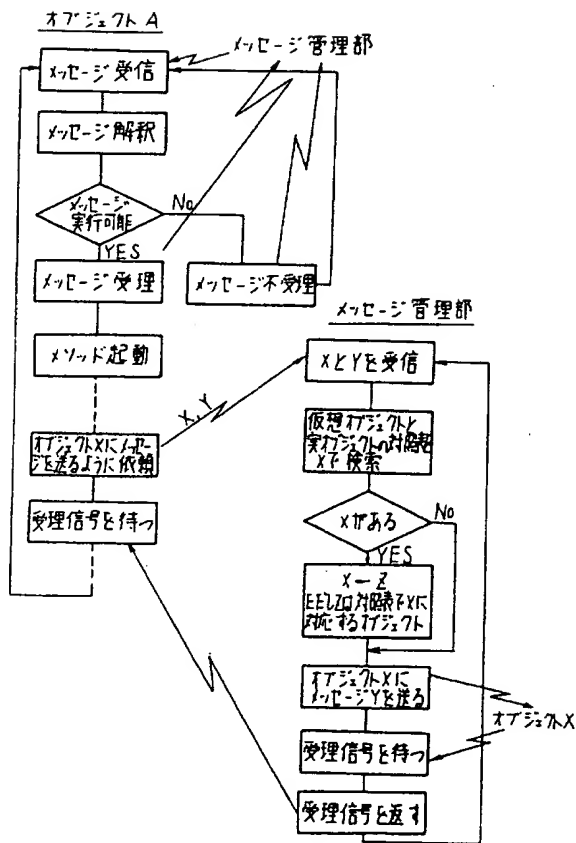 オブジェクト A
メッセージ受信
メッセージ管理部
メッセージ解釈
メッセージの
実行可能
No
YES
メッセージ受理
メッセージ不受理
メソッド起動
オブジェクトXにメッセー
ジを送るように依頼
受理信号を待つ
X,Y
メッセージ管理部
XとYを受信
仮想オブジェクトと
実オブジェクトの対照表を
Xで検索
Xがある
No
YES
X ← Z
但しZは対照表でXに
対応するオブジェクト
オブジェクトXに
メッセージYを送る
オブジェクトX
受理信号を待つ
受理信号を返す